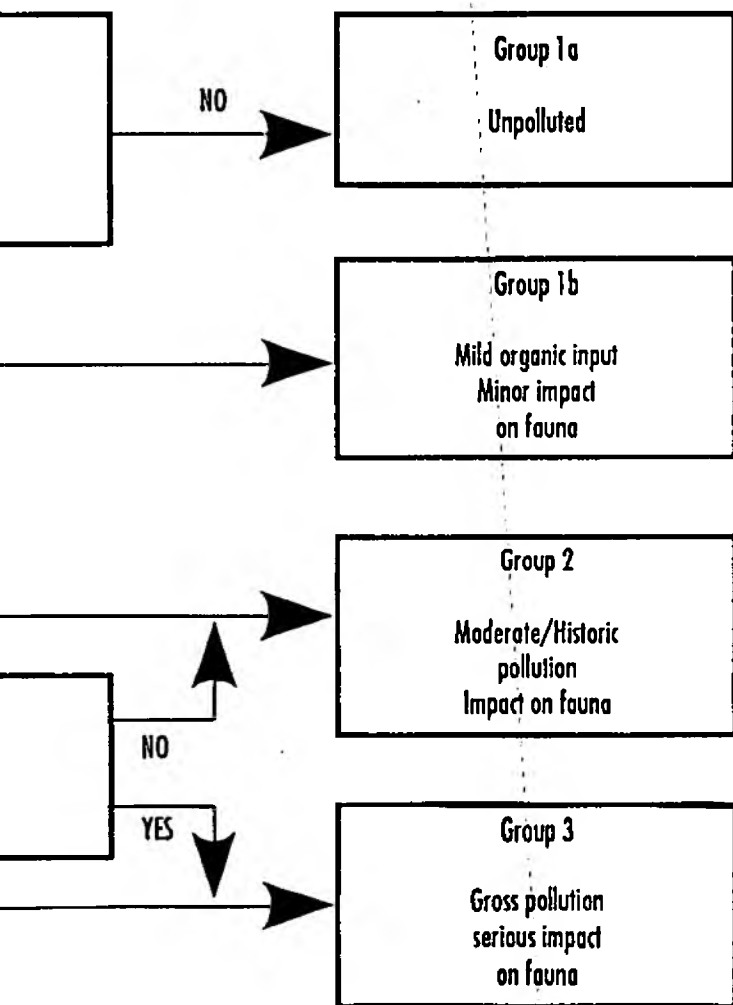 NO
Group 1a
Unpolluted
Group 1b
Mild organic input
Minor impact
on fauna
Group 2
Moderate/Historic
pollution
Impact on fauna
NO
YES
Group 3
Gross pollution
serious impact
on fauna